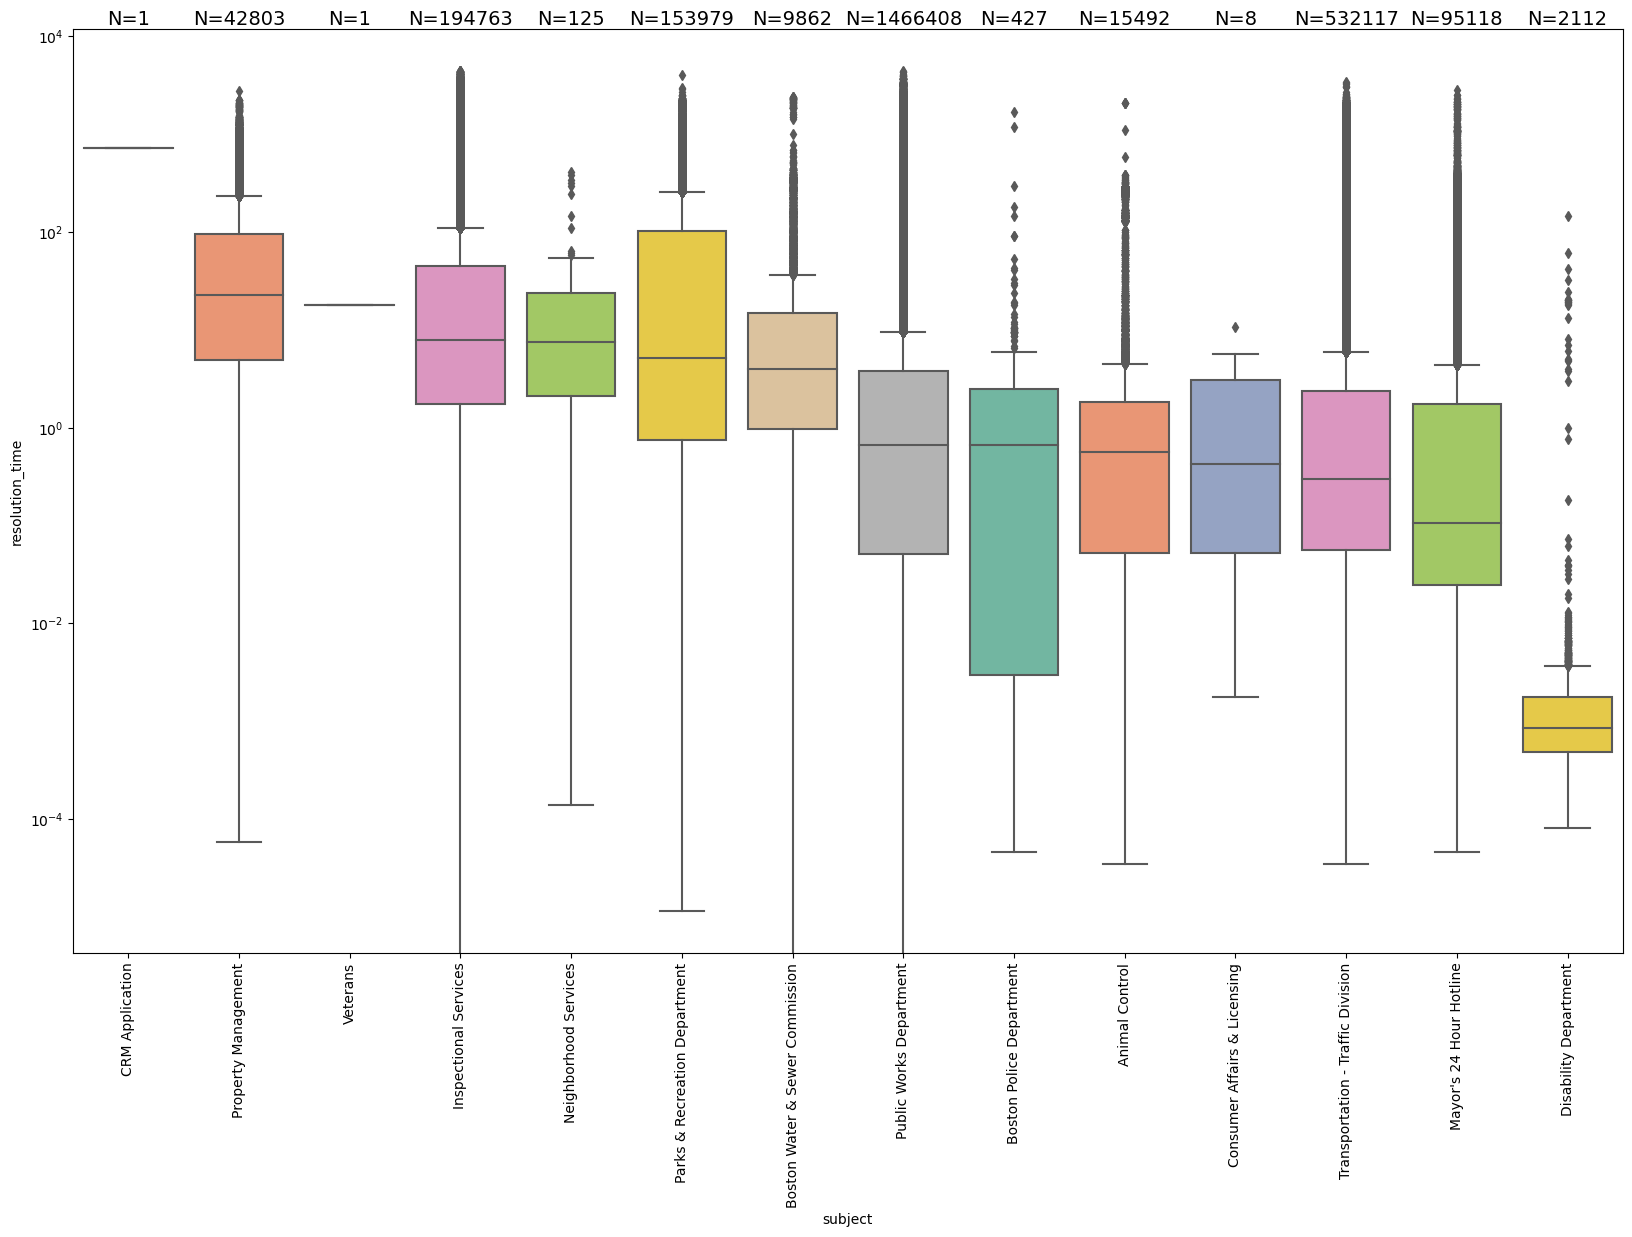 N=1 N=42803 N=1 N=194763 N=125 N=153979 N=9862 N=1466408 N=427 N=15492 N=8 N=532117 N=95118 N=2112
10^4
10^2
10^0
10^-2
10^-4
resolution_time
CRM Application
Property Management
Veterans
Inspectional Services
Neighborhood Services
Parks & Recreation Department
Boston Water & Sewer Commission
Public Works Department
Boston Police Department
Animal Control
Consumer Affairs & Licensing
Transportation - Traffic Division
Mayor's 24 Hour Hotline
Disability Department
subject